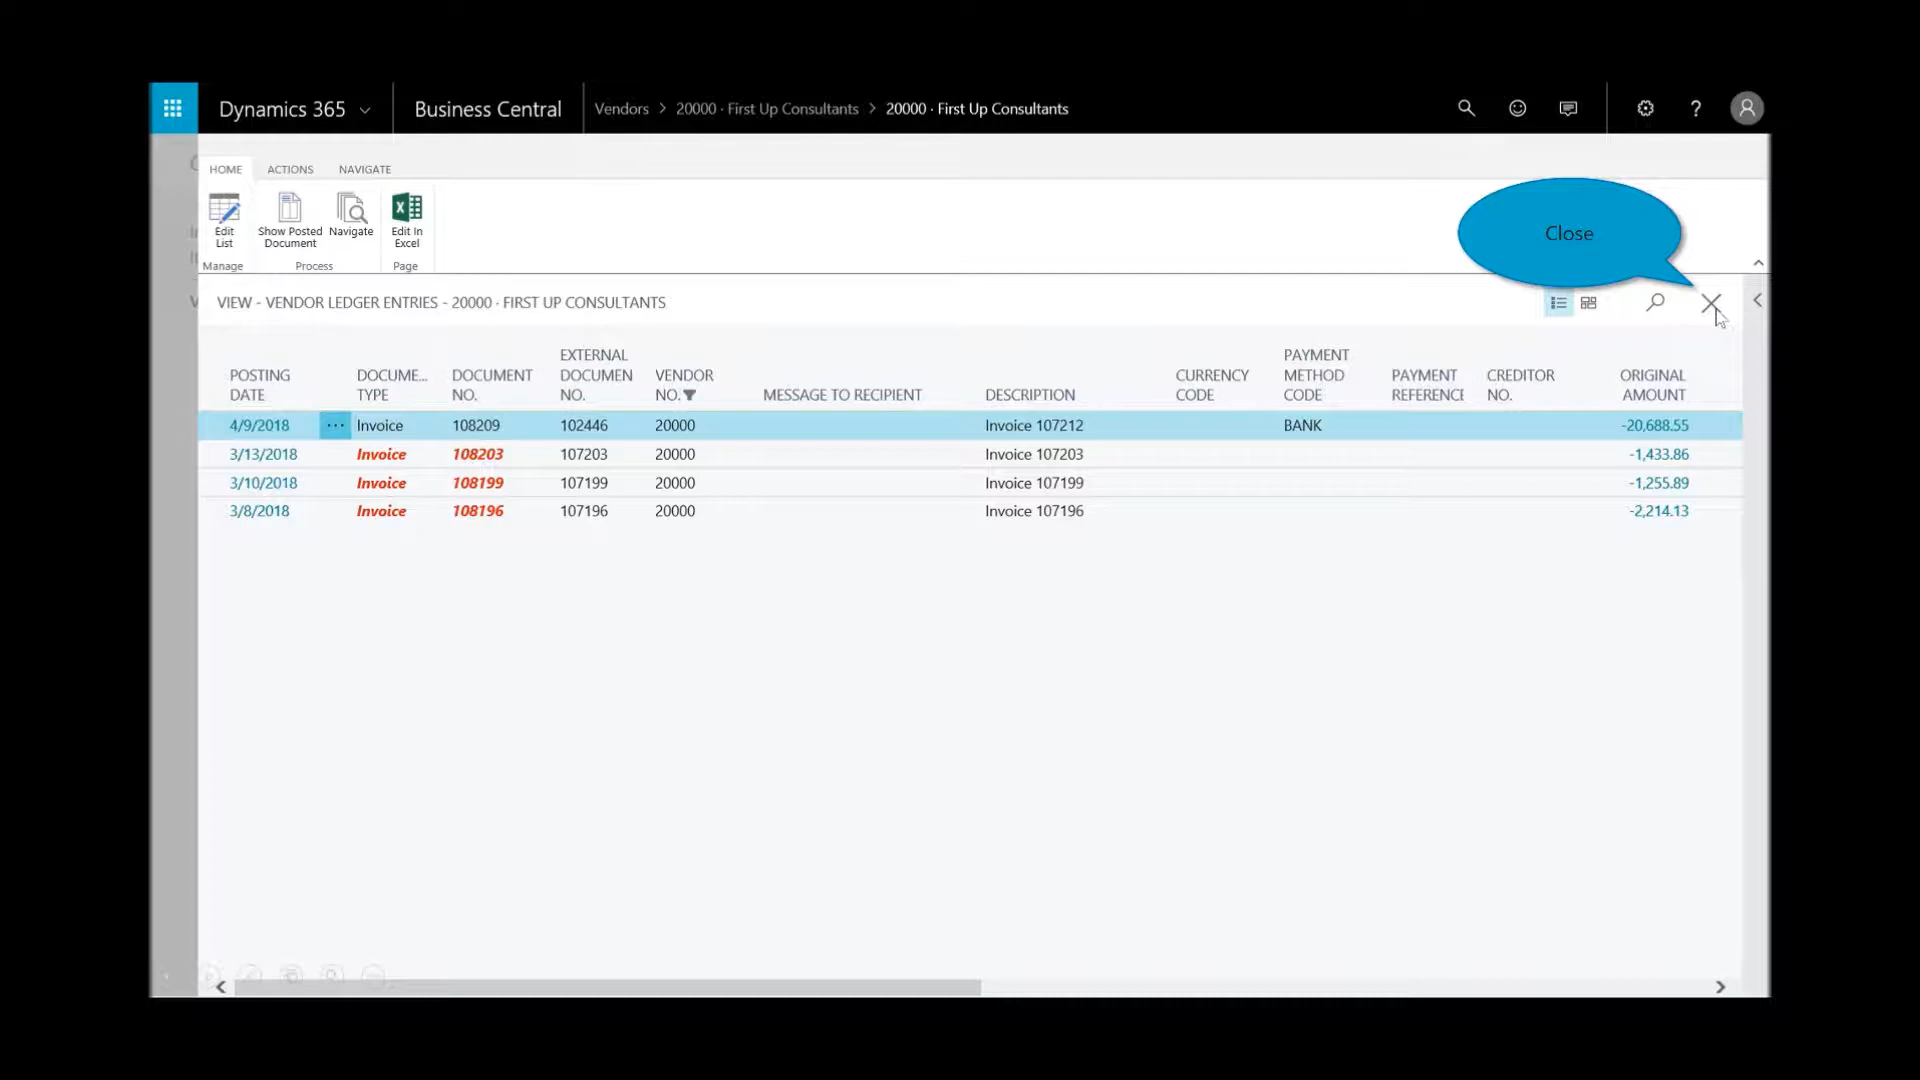 Dynamics 365 Business Central Vendors > 20000 · First Up Consultants > 20000 · First Up Consultants ?
HOME ACTIONS NAVIGATE
Edit List
Show Posted Document
Navigate
Edit In Excel
Manage Process Page
Close
VIEW - VENDOR LEDGER ENTRIES - 20000 · FIRST UP CONSULTANTS
POSTING DATE
DOCUME... TYPE
DOCUMENT NO.
EXTERNAL DOCUMEN NO.
VENDOR NO.
MESSAGE TO RECIPIENT
DESCRIPTION
CURRENCY CODE
PAYMENT METHOD CODE
PAYMENT REFERENCE
CREDITOR NO.
ORIGINAL AMOUNT
4/9/2018 ... Invoice 108209 102446 20000 Invoice 107212 BANK -20,688.55
3/13/2018 Invoice 108203 107203 20000 Invoice 107203 -1,433.86
3/10/2018 Invoice 108199 107199 20000 Invoice 107199 -1,255.89
3/8/2018 Invoice 108196 107196 20000 Invoice 107196 -2,214.13